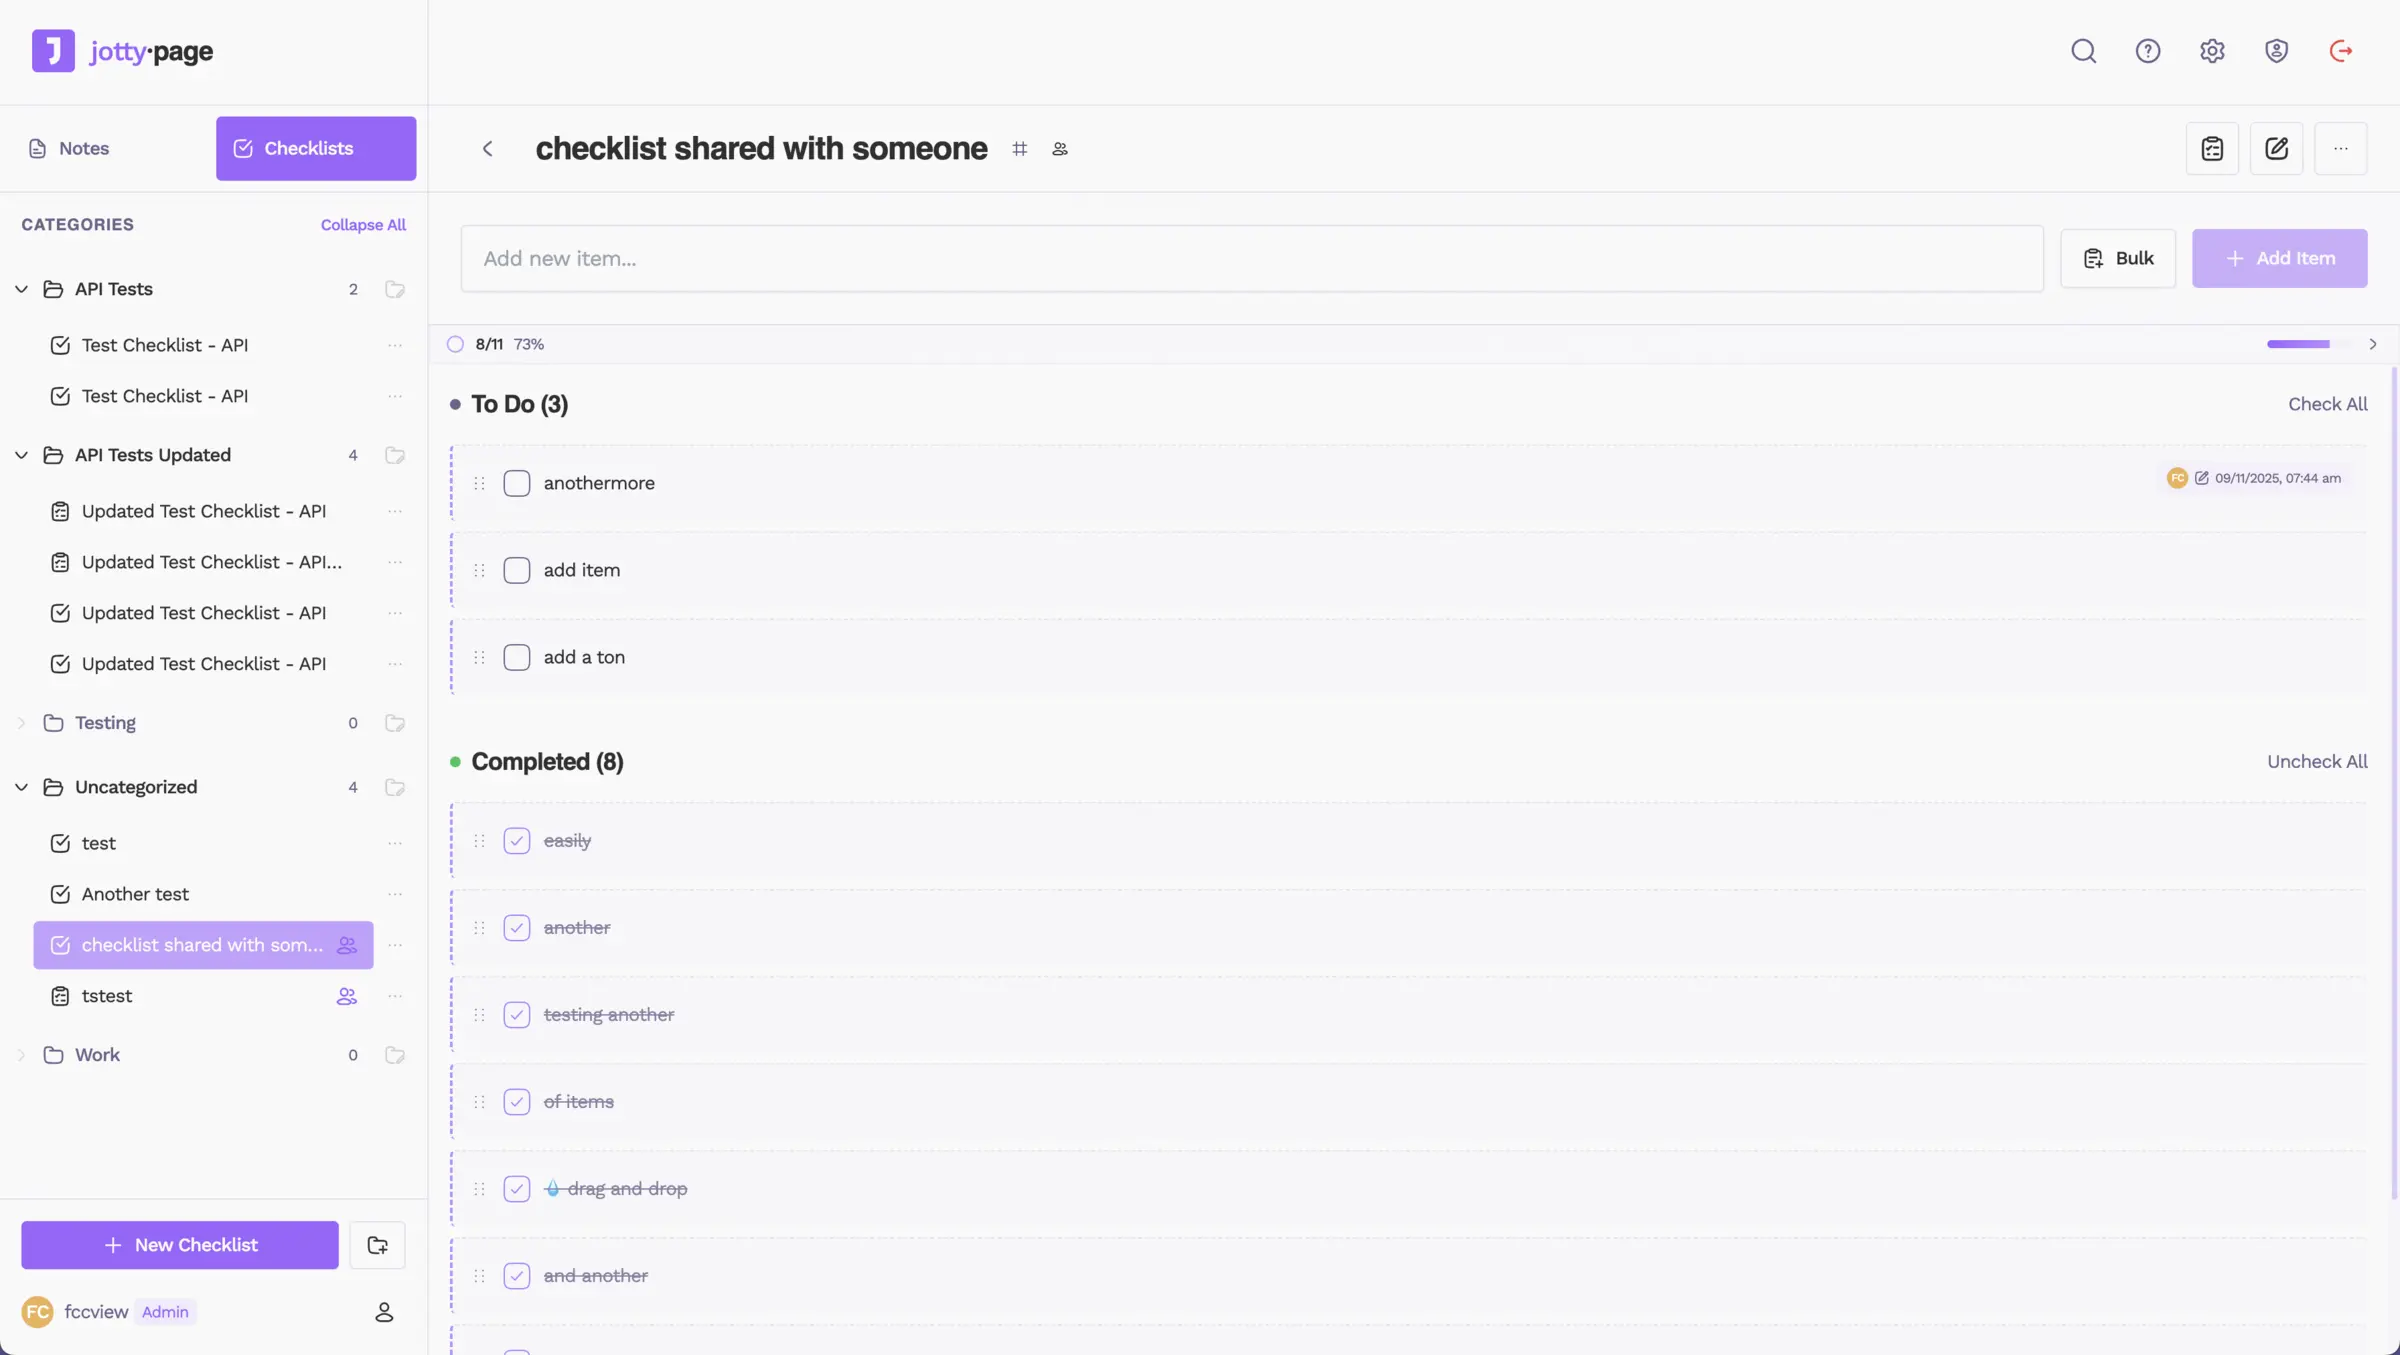 jotty·page
Notes
Checklists
CATEGORIES
Collapse All
API Tests
2
Test Checklist - API
Test Checklist - API
API Tests Updated
4
Updated Test Checklist - API
Updated Test Checklist - API...
Updated Test Checklist - API
Updated Test Checklist - API
Testing
0
Uncategorized
4
test
Another test
checklist shared with som...
tstest
Work
0
+ New Checklist
FC
fccview
Admin
checklist shared with someone
Add new item...
Bulk
+ Add Item
8/11 73%
To Do (3)
Check All
anothermore
FC 09/11/2025, 07:44 am
add item
add a ton
Completed (8)
Uncheck All
easily
another
testing another
of items
💧 drag and drop
and another